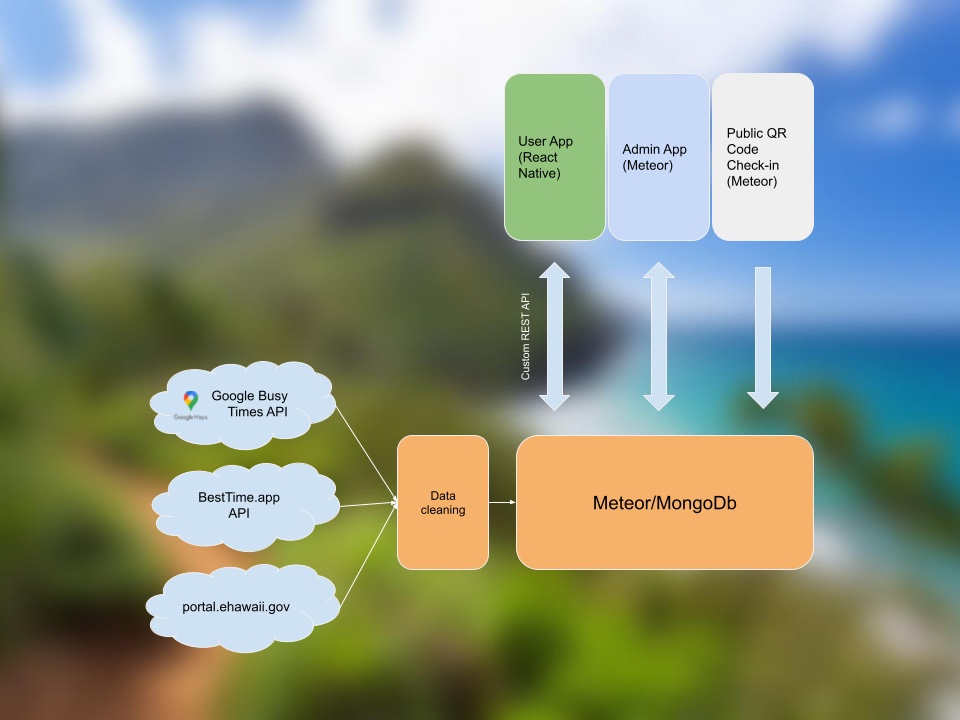 User App
(React
Native)
Admin App
(Meteor)
Public QR
Code
Check-in
(Meteor)
Custom REST API
Google Busy
Times API
Google Maps
BestTime.app
API
portal.ehawaii.gov
Data
cleaning
Meteor/MongoDb